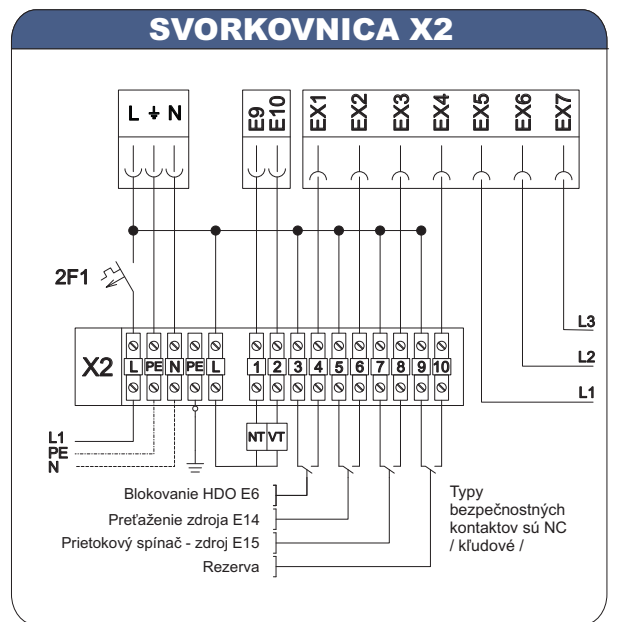 SVORKOVNICA X2
L ⏚ N
E9 E10
EX1 EX2 EX3 EX4 EX5 EX6 EX7
2F1
L3
L2
L1
X2 L PE N PE L 1 2 3 4 5 6 7 8 9 10
NT VT
L1
PE
N
Blokovanie HDO E6
Preťaženie zdroja E14
Prietokový spínač - zdroj E15
Rezerva
Typy
bezpečnostných
kontaktov sú NC
/ kľudové /